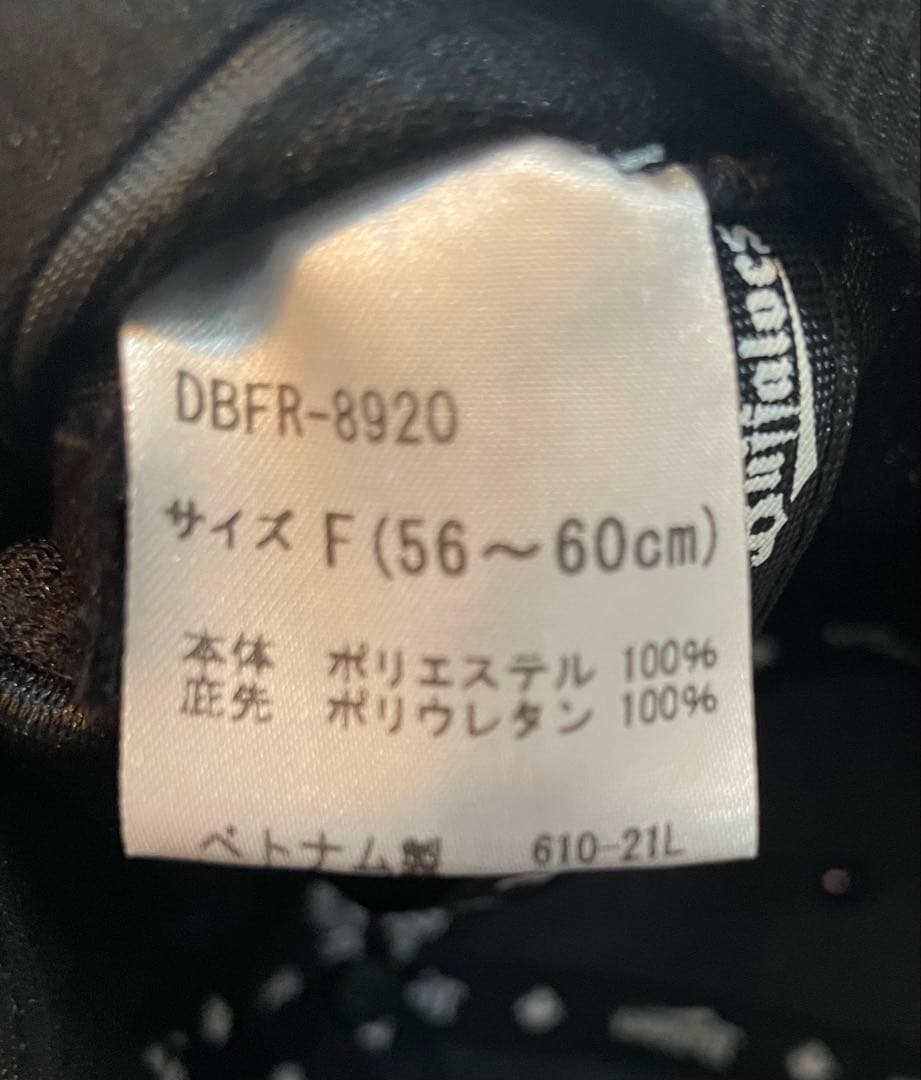 DBFR-8920
サイズ F(56～60cm)
本体 ポリエステル 100%
庇先 ポリウレタン 100%
ベトナム製 610-21L